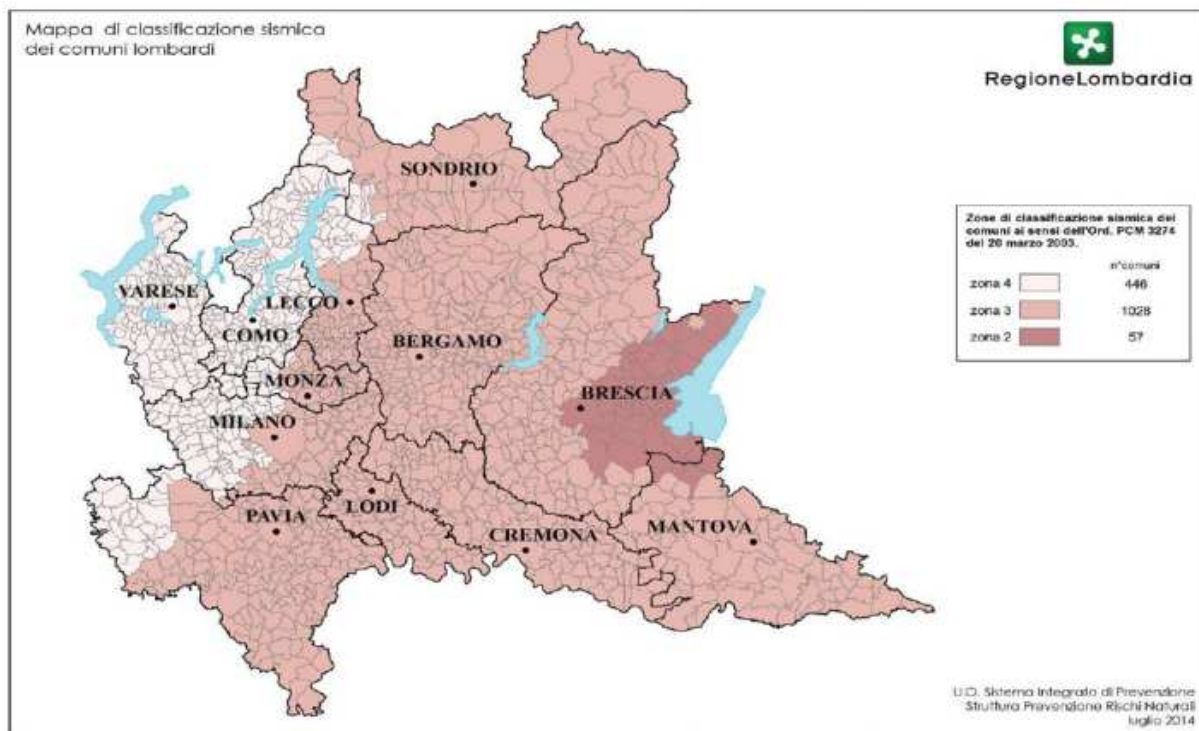 Mappa di classificazione sismica
dei comuni lombardi
RegioneLombardia
SONDRIO
VARESE
LECCO
COMO
BERGAMO
MONZA
BRESCIA
MILANO
PAVIA
LODI
CREMONA
MANTOVA
Zone di classificazione sismica dei
comuni ai sensi dell'Ord. PCM 3274
del 20 marzo 2003.
n°comuni
zona 4 446
zona 3 1028
zona 2 57
U.O. Sistema Integrato di Prevenzione
Struttura Prevenzione Rischi Naturali
luglio 2014